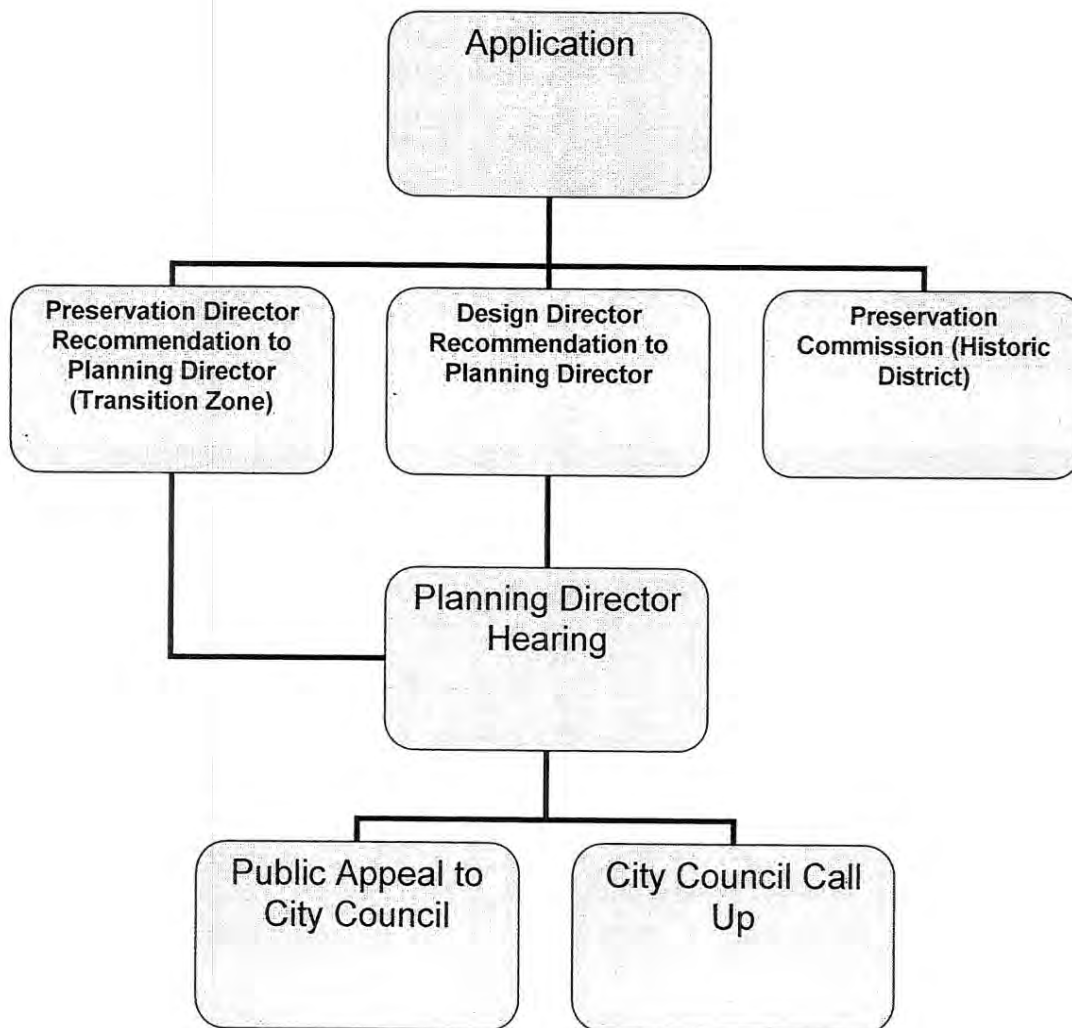 Application
Preservation Director
Recommendation to
Planning Director
(Transition Zone)
Design Director
Recommendation to
Planning Director
Preservation
Commission (Historic
District)
Planning Director
Hearing
Public Appeal to
City Council
City Council Call
Up